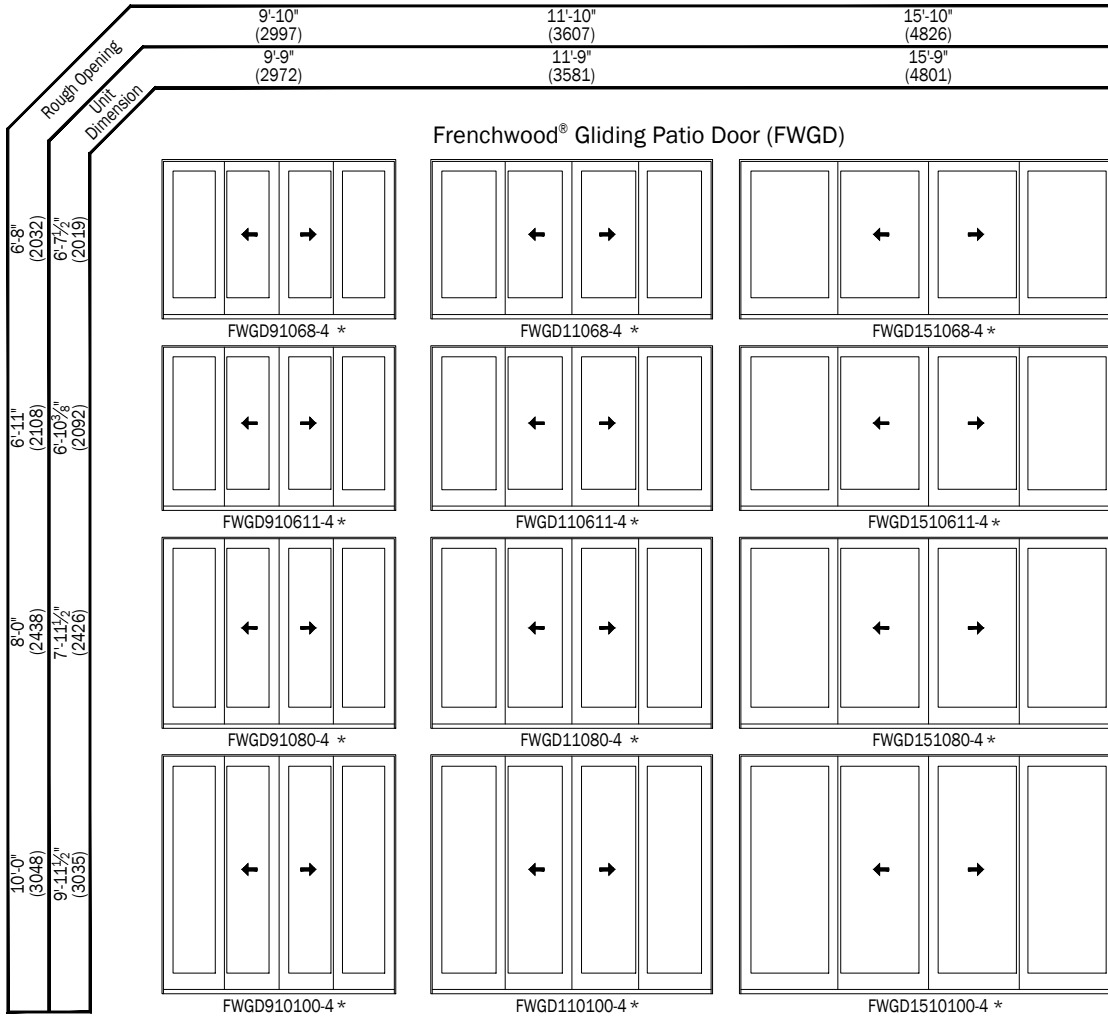 9'-10"
(2997)
11'-10"
(3607)
15'-10"
(4826)
9'-9"
(2972)
11'-9"
(3581)
15'-9"
(4801)
Rough Opening
Unit
Dimension
Frenchwood® Gliding Patio Door (FWGD)
6'-8"
(2032)
6'-7½"
(2019)
FWGD91068-4 *
FWGD11068-4 *
FWGD151068-4 *
6'-11"
(2108)
6'-10⅜"
(2092)
FWGD910611-4 *
FWGD110611-4 *
FWGD1510611-4 *
8'-0"
(2438)
7'-11½"
(2426)
FWGD91080-4 *
FWGD11080-4 *
FWGD151080-4 *
10'-0"
(3048)
9'-11½"
(3035)
FWGD910100-4 *
FWGD110100-4 *
FWGD1510100-4 *